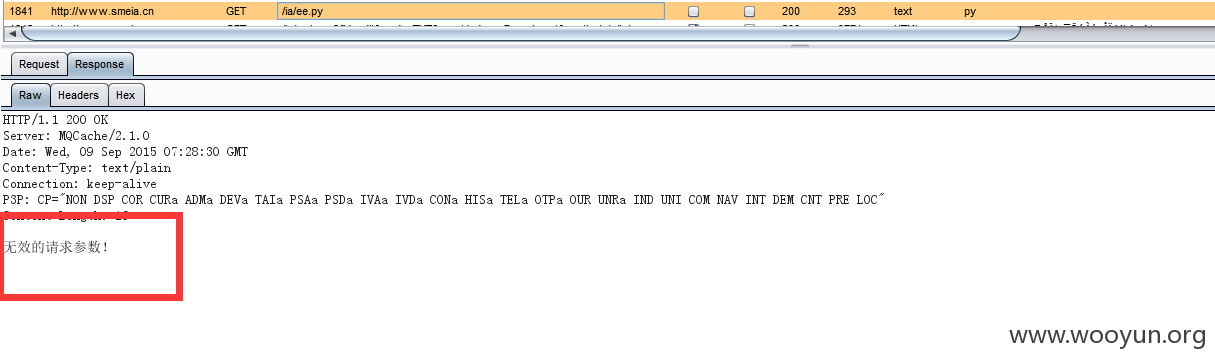 1841 http://www.smeia.cn GET /ia/ee.py 200 293 text py
Request Response
Raw Headers Hex
HTTP/1.1 200 OK
Server: MQCache/2.1.0
Date: Wed, 09 Sep 2015 07:28:30 GMT
Content-Type: text/plain
Connection: keep-alive
P3P: CP="NON DSP COR CURa ADMa DEVa TAIa PSAa PSDa IVAa IVDa CONa HISa TELa OTPa OUR UNRa IND UNI COM NAV INT DEM CNT PRE LOC"
无效的请求参数!
www.wooyun.org